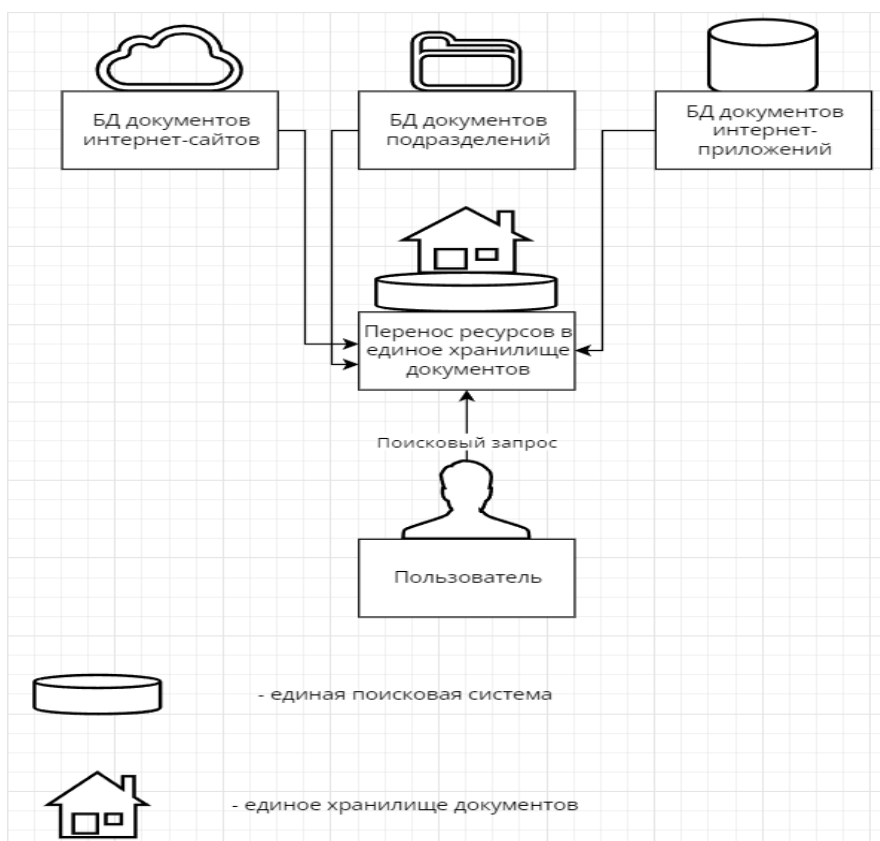 БД документов
интернет-сайтов
БД документов
подразделений
БД документов
интернет-
приложений
Перенос ресурсов в
единое хранилище
документов
Поисковый запрос
Пользователь
- единая поисковая система
- единое хранилище документов